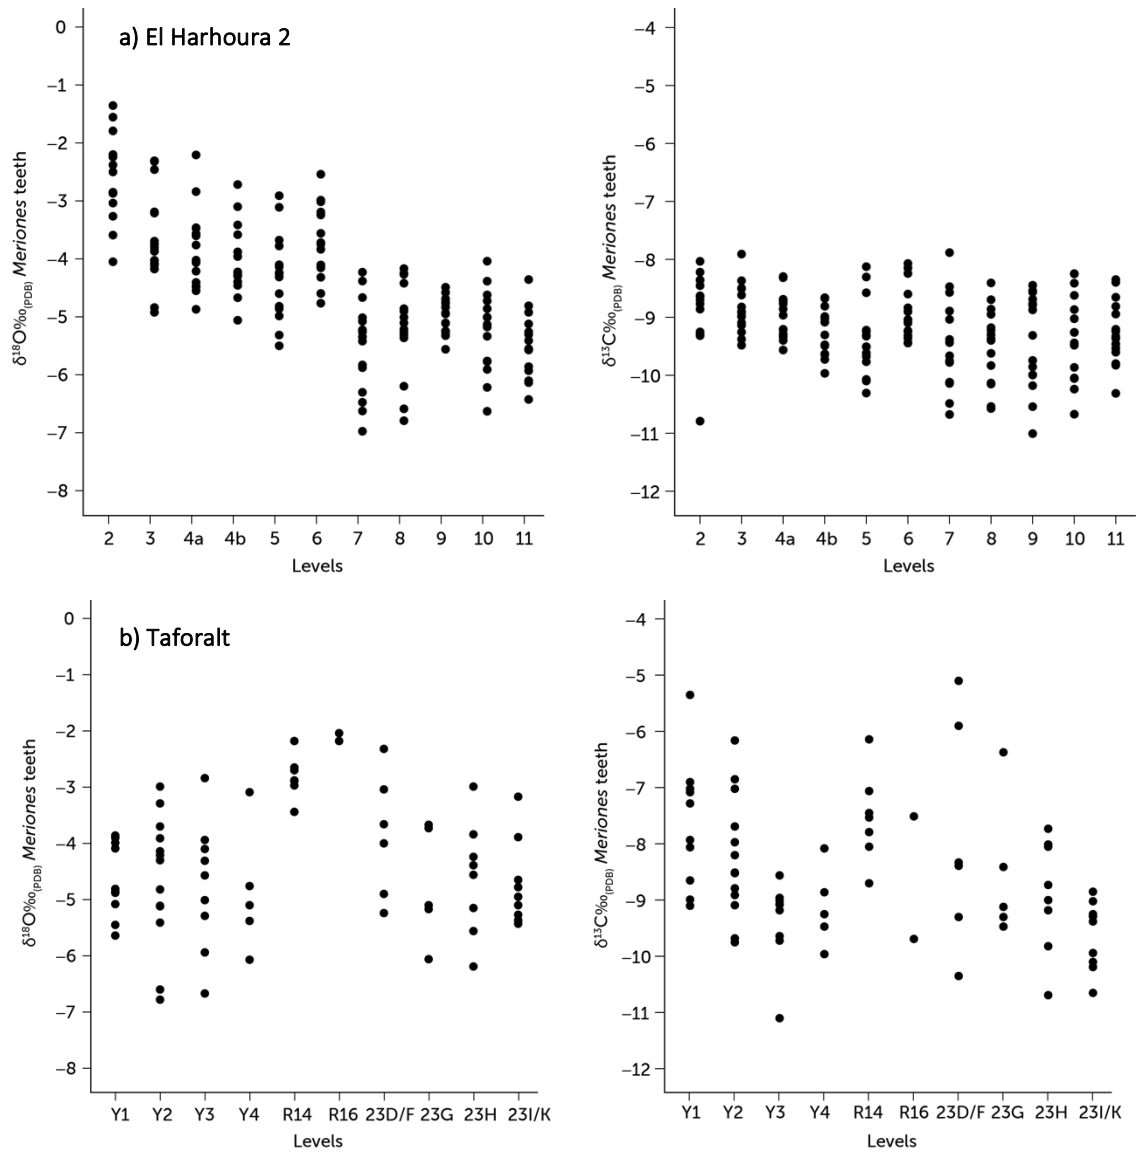 a) El Harhoura 2
δ¹⁸O‰(PDB) Meriones teeth
0
−1
−2
−3
−4
−5
−6
−7
−8
2 3 4a 4b 5 6 7 8 9 10 11
Levels
δ¹³C‰(PDB) Meriones teeth
−4
−5
−6
−7
−8
−9
−10
−11
−12
2 3 4a 4b 5 6 7 8 9 10 11
Levels
b) Taforalt
δ¹⁸O‰(PDB) Meriones teeth
0
−1
−2
−3
−4
−5
−6
−7
−8
Y1 Y2 Y3 Y4 R14 R16 23D/F 23G 23H 23I/K
Levels
δ¹³C‰(PDB) Meriones teeth
−4
−5
−6
−7
−8
−9
−10
−11
−12
Y1 Y2 Y3 Y4 R14 R16 23D/F 23G 23H 23I/K
Levels